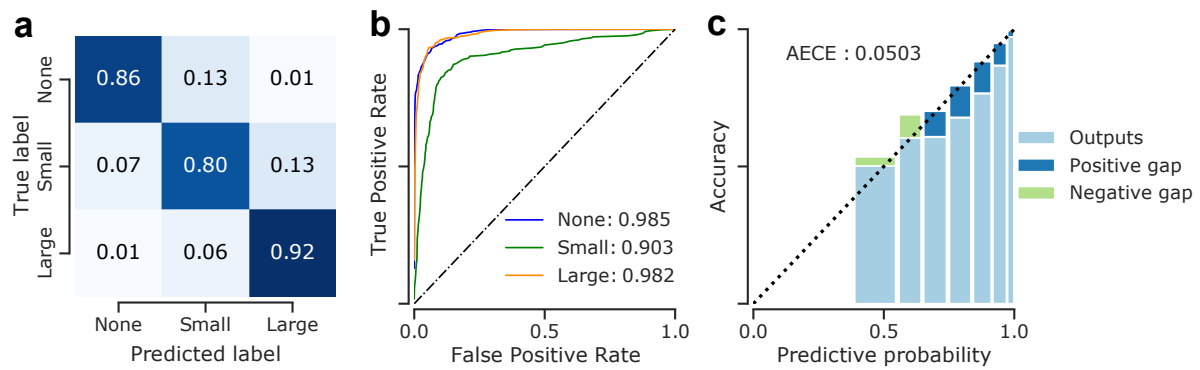 a
True label
None
Small
Large
0.86 0.13 0.01
0.07 0.80 0.13
0.01 0.06 0.92
None Small Large
Predicted label
b
True Positive Rate
None: 0.985
Small: 0.903
Large: 0.982
0.0 0.5 1.0
False Positive Rate
c
AECE : 0.0503
Accuracy
0.0 0.5 1.0
Predictive probability
Outputs
Positive gap
Negative gap